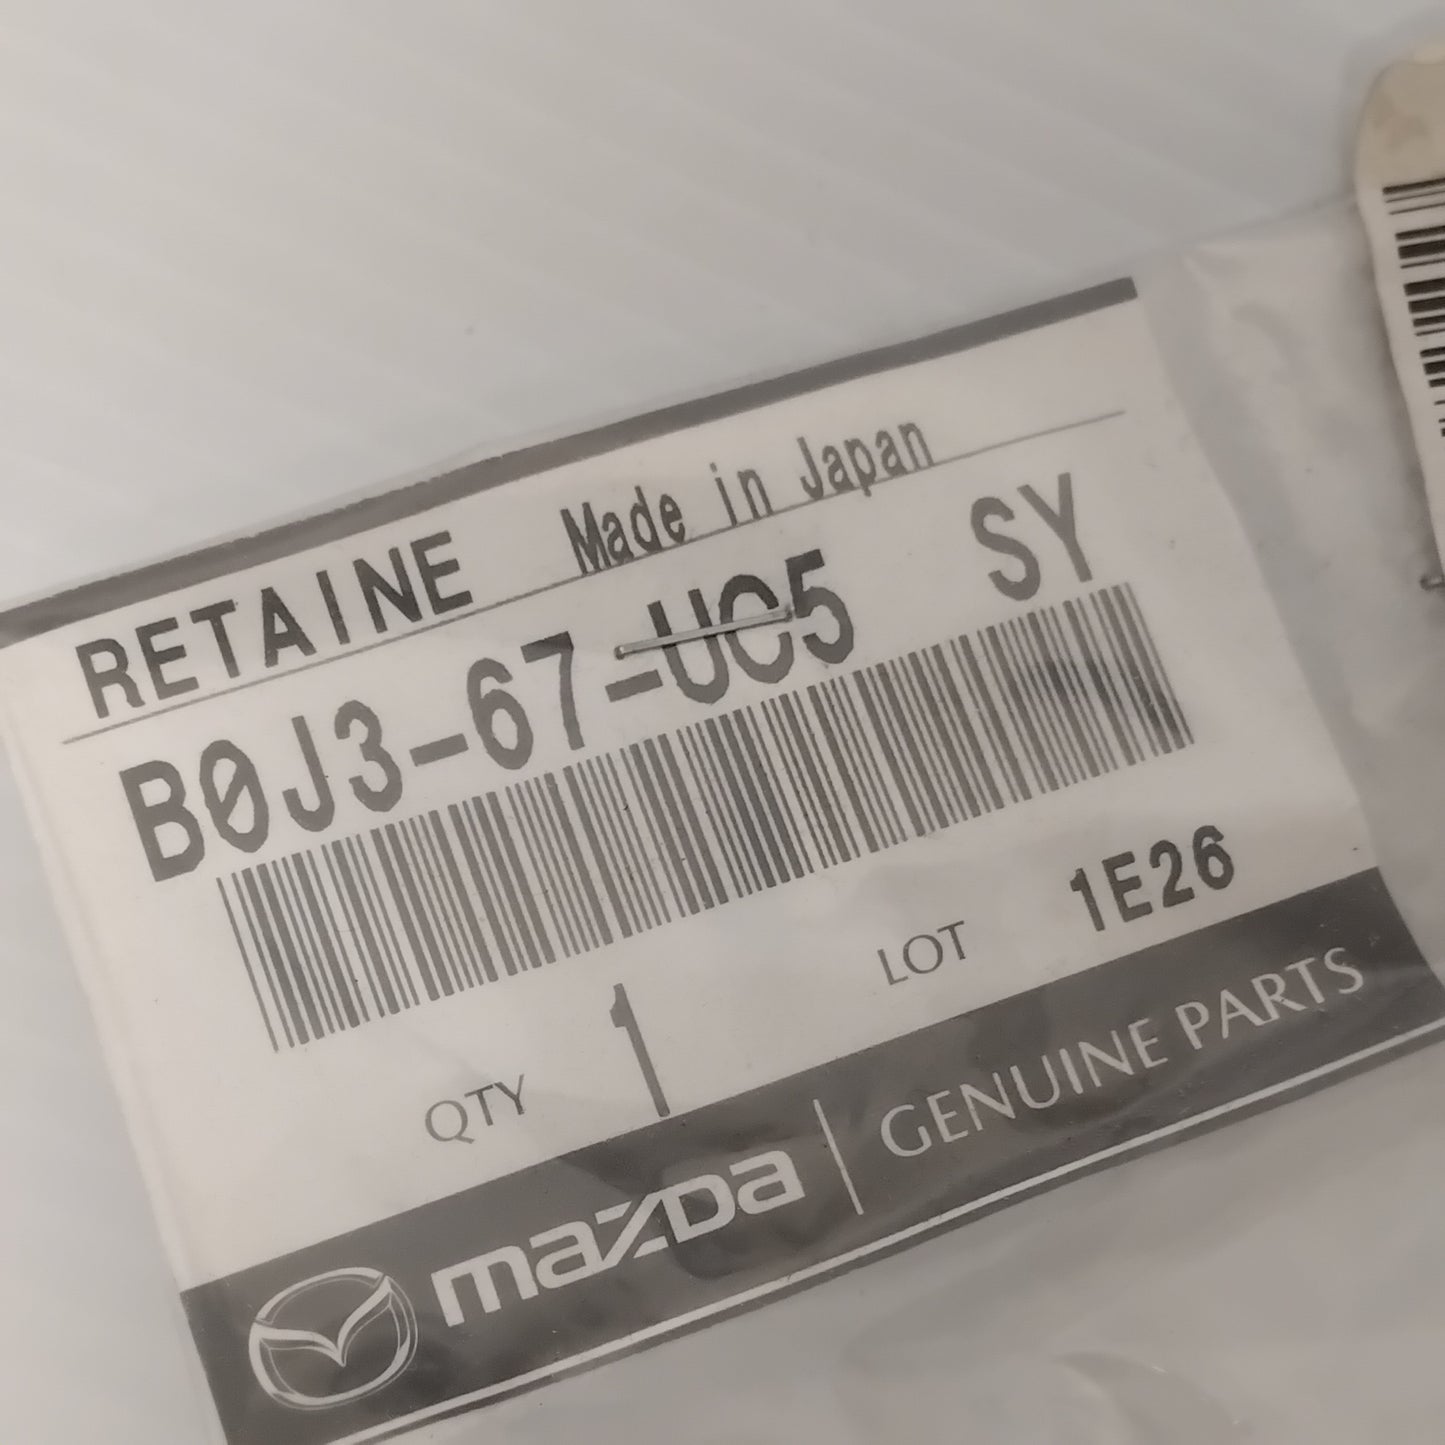 RETAINE Made in Japan
B0J3-67-UC5 SY
QTY 1 LOT 1E26
mazda | GENUINE PARTS